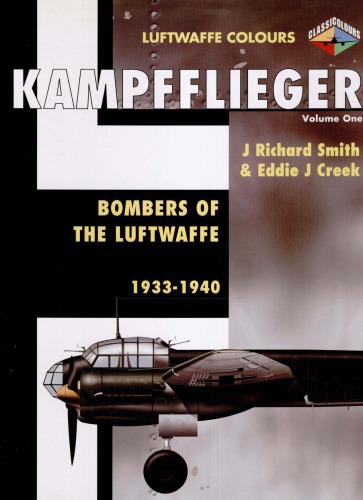 LUFTWAFFE COLOURS
CLASSIC COLOURS
KAMPFFLIEGER
Volume One
J Richard Smith
& Eddie J Creek
BOMBERS OF
THE LUFTWAFFE
1933-1940